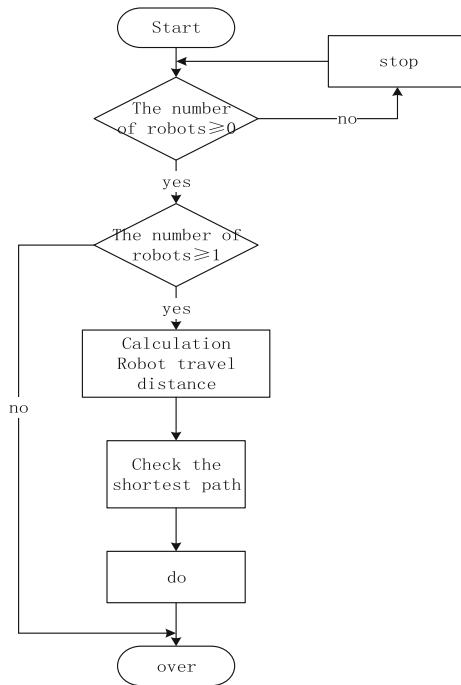 Start
stop
The number
of robots≥0
no
yes
The number of
robots≥1
yes
Calculation
Robot travel
distance
no
Check the
shortest path
do
over